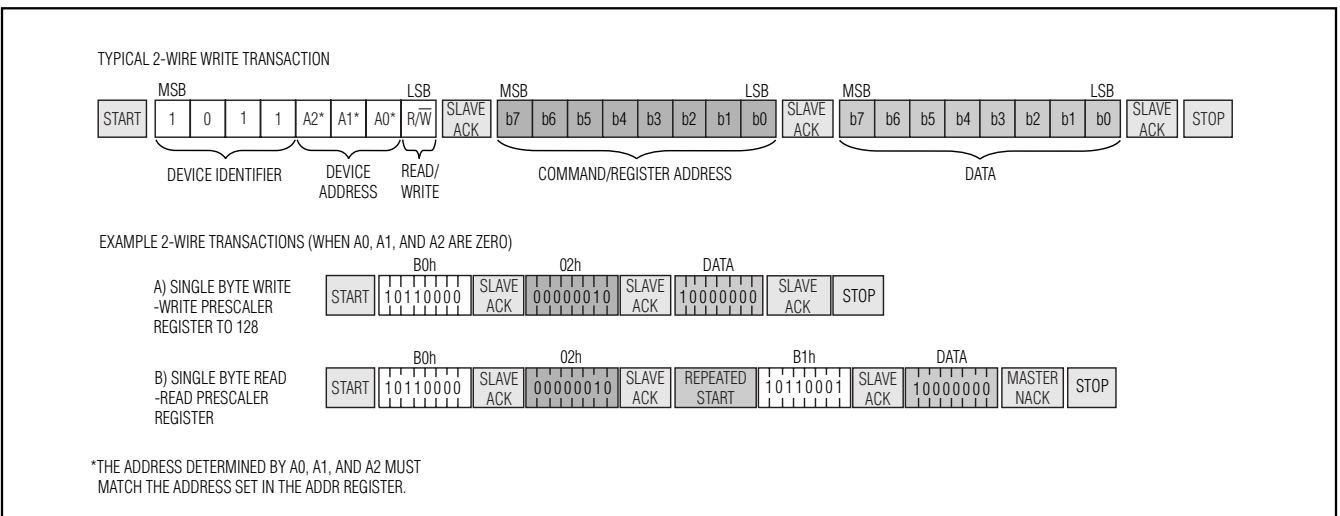 TYPICAL 2-WIRE WRITE TRANSACTION
MSB LSB MSB LSB MSB LSB
START 1 0 1 1 A2* A1* A0* R/W̅ SLAVE ACK b7 b6 b5 b4 b3 b2 b1 b0 SLAVE ACK b7 b6 b5 b4 b3 b2 b1 b0 SLAVE ACK STOP
DEVICE IDENTIFIER DEVICE ADDRESS READ/WRITE COMMAND/REGISTER ADDRESS DATA
EXAMPLE 2-WIRE TRANSACTIONS (WHEN A0, A1, AND A2 ARE ZERO)
B0h 02h DATA
A) SINGLE BYTE WRITE
-WRITE PRESCALER
REGISTER TO 128
START 10110000 SLAVE ACK 00000010 SLAVE ACK 10000000 SLAVE ACK STOP
B0h 02h B1h DATA
B) SINGLE BYTE READ
-READ PRESCALER
REGISTER
START 10110000 SLAVE ACK 00000010 SLAVE ACK REPEATED START 10110001 SLAVE ACK 10000000 MASTER NACK STOP
*THE ADDRESS DETERMINED BY A0, A1, AND A2 MUST
MATCH THE ADDRESS SET IN THE ADDR REGISTER.